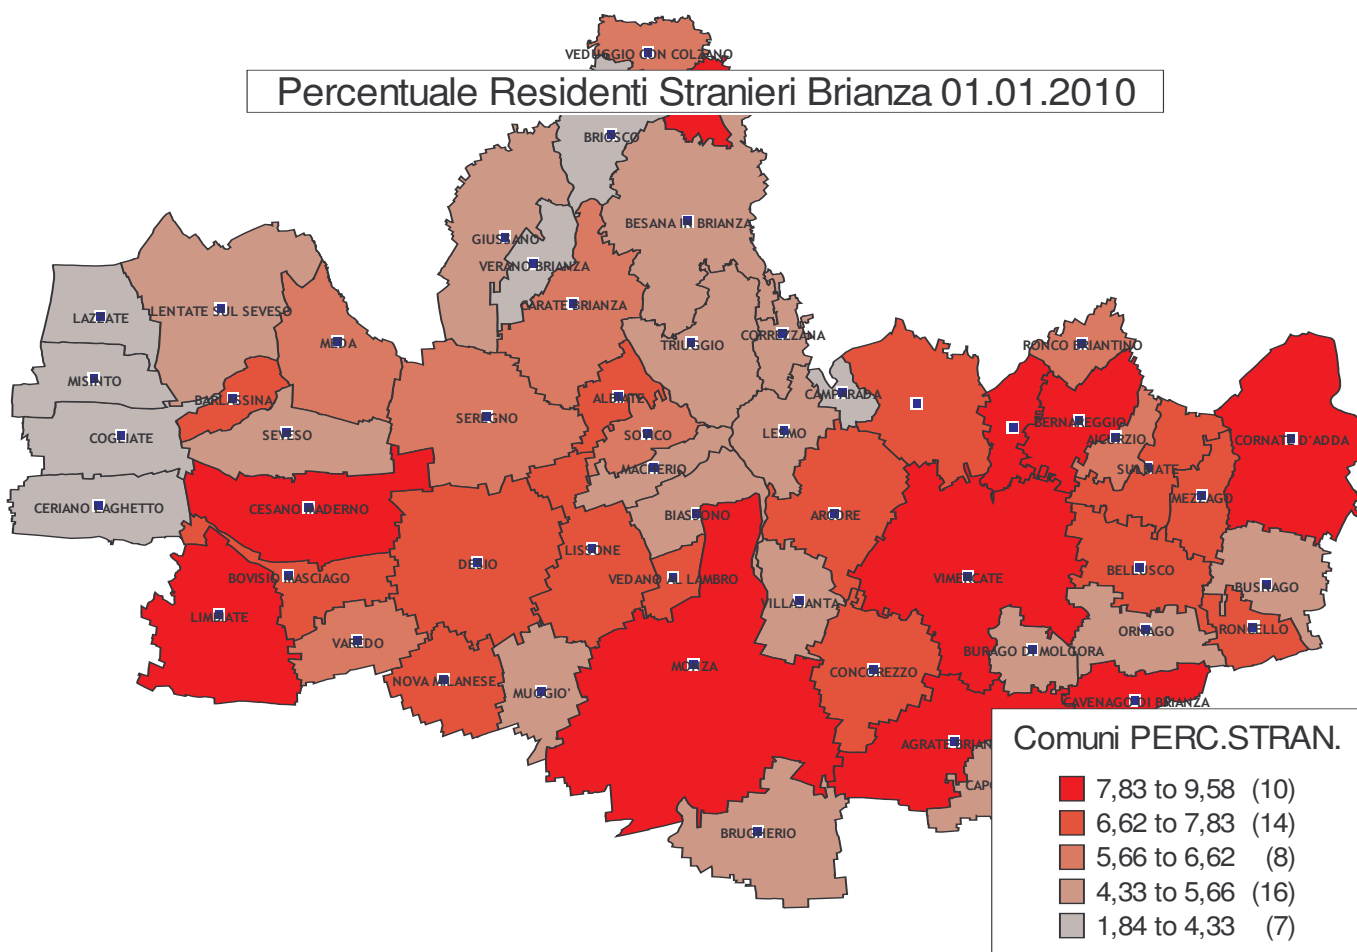 VEDUGGIO CON COLZANO
Percentuale Residenti Stranieri Brianza 01.01.2010
BRIOSCO
BESANA IN BRIANZA
GIUSSANO
VERANO BRIANZA
CARATE BRIANZA
LENTATE SUL SEVESO
LAZZATE
MEDA
TRIUGGIO
CORREZZANA
RONCO BRIANTINO
MISINTO
BARLASSINA
ALBIATE
CAMPARADA
SEREGNO
BERNAREGGIO
COGLIATE
SEVESO
SOVICO
LESMO
AICURZIO
CORNATE D'ADDA
MACHERIO
SULBIATE
MEZZAGO
CERIANO LAGHETTO
CESANO MADERNO
BIASSONO
ARCORE
LISSONE
DESIO
BOVISIO MASCIAGO
VEDANO AL LAMBRO
VIMERCATE
BELLUSCO
BUSNAGO
LIMBIATE
VILLASANTA
VAREDO
ORNAGO
RONCELLO
BURAGO DI MOLGORA
MONZA
CONCOREZZO
NOVA MILANESE
MUGGIO'
CAVENAGO DI BRIANZA
AGRATE BRIAN
CAP
BRUGHERIO
Comuni PERC.STRAN.
7,83 to 9,58 (10)
6,62 to 7,83 (14)
5,66 to 6,62 (8)
4,33 to 5,66 (16)
1,84 to 4,33 (7)